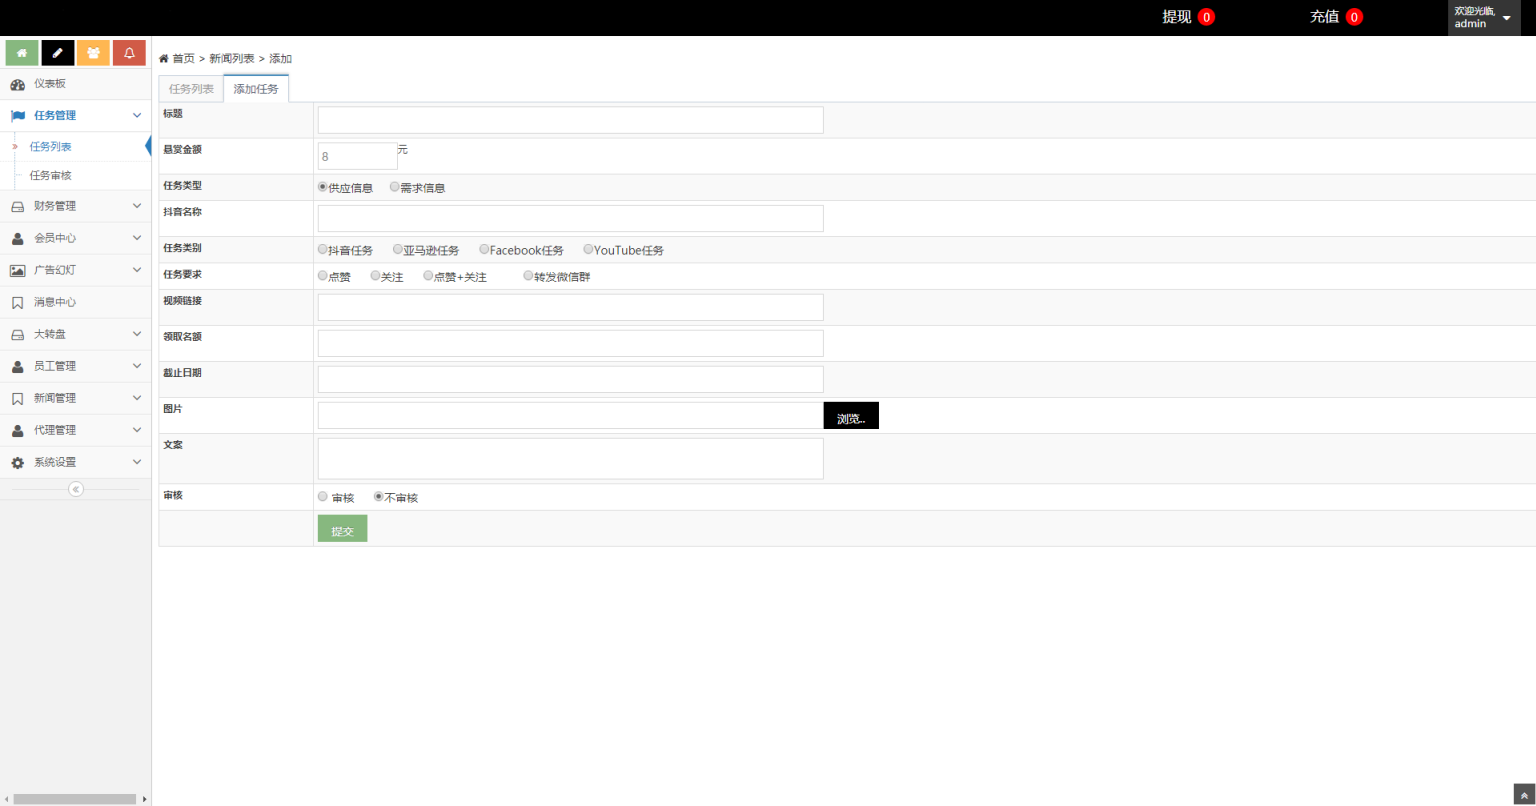 提现 0 充值 0 欢迎光临,
admin
首页 > 新闻列表 > 添加
仪表板
任务管理
任务列表
任务审核
财务管理
会员中心
广告幻灯
消息中心
大转盘
员工管理
新闻管理
代理管理
系统设置
任务列表 添加任务
标题
悬赏金额 8 元
任务类型 供应信息 需求信息
抖音名称
任务类别 抖音任务 亚马逊任务 Facebook任务 YouTube任务
任务要求 点赞 关注 点赞+关注 转发微信群
视频链接
领取名额
截止日期
图片 浏览..
文案
审核 审核 不审核
提交